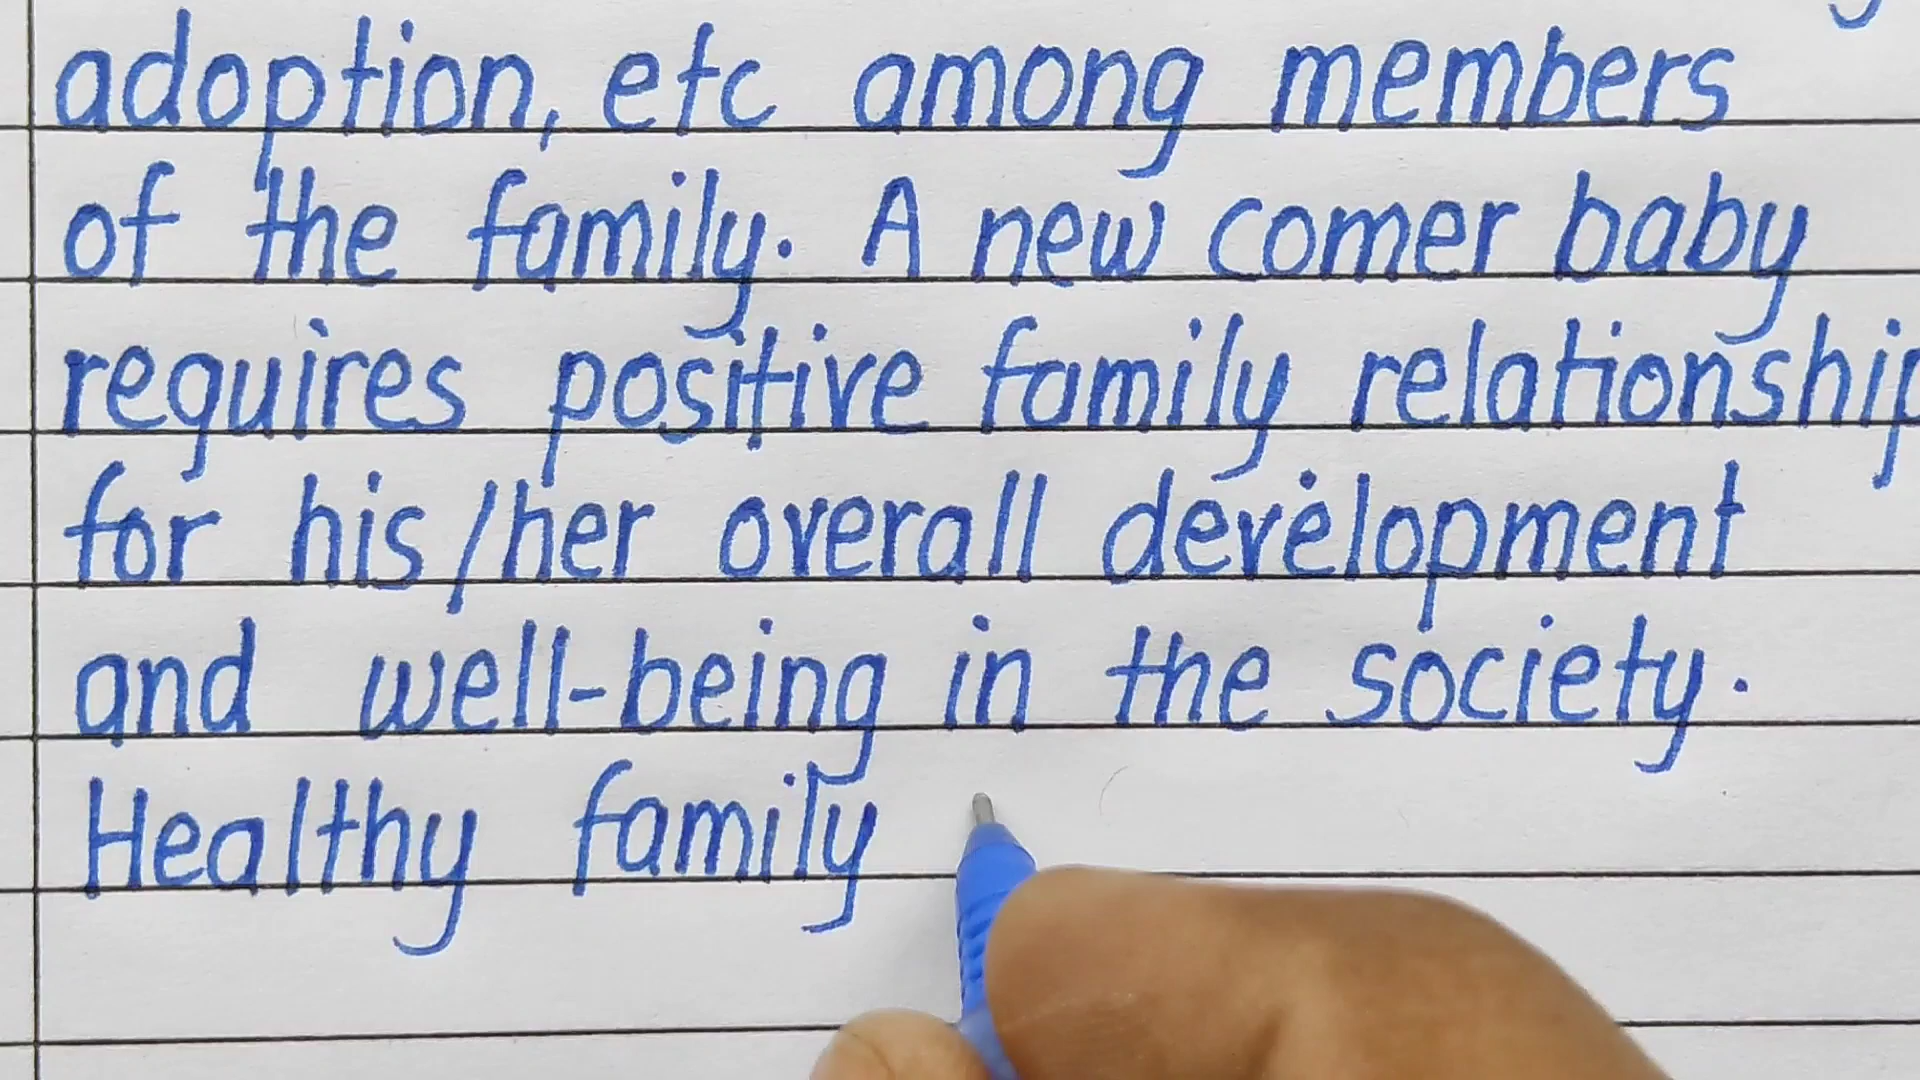 adoption, etc among members
of the family. A new comer baby
requires positive family relationship
for his/her overall development
and well-being in the society.
Healthy family